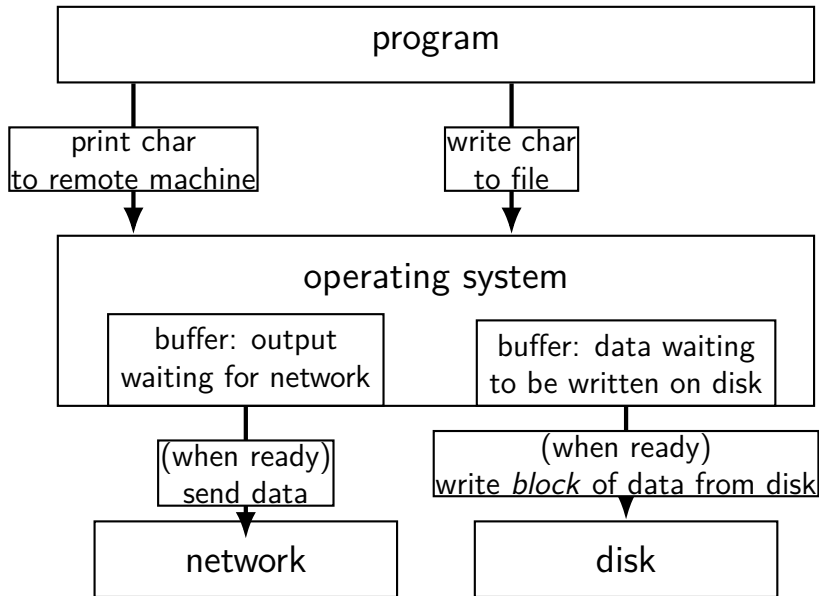 program
print char
to remote machine
write char
to file
operating system
buffer: output
waiting for network
buffer: data waiting
to be written on disk
(when ready)
send data
(when ready)
write block of data from disk
network
disk